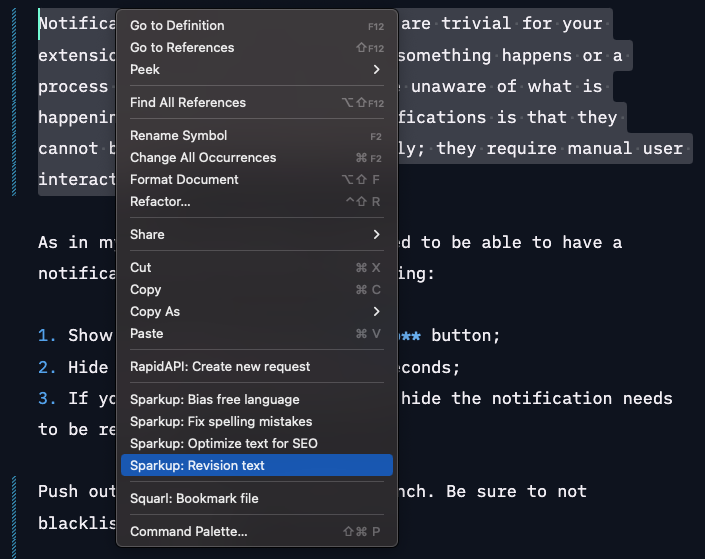 Notifica are trivial for your
extensio something happens or a
process unaware of what is
happenin fications is that they
cannot b ly; they require manual user
interact
As in m d to be able to have a
notifica ing:
1. Show ** button;
2. Hide conds;
3. If yo hide the notification needs
to be re
Push out nch. Be sure to not
blacklis
Go to Definition F12
Go to References ⇧F12
Peek >
Find All References ⌥⇧F12
Rename Symbol F2
Change All Occurrences ⌘F2
Format Document ⌥⇧ F
Refactor... ^⇧ R
Share >
Cut ⌘ X
Copy ⌘ C
Copy As >
Paste ⌘ V
RapidAPI: Create new request
Sparkup: Bias free language
Sparkup: Fix spelling mistakes
Sparkup: Optimize text for SEO
Sparkup: Revision text
Squarl: Bookmark file
Command Palette... ⇧⌘ P